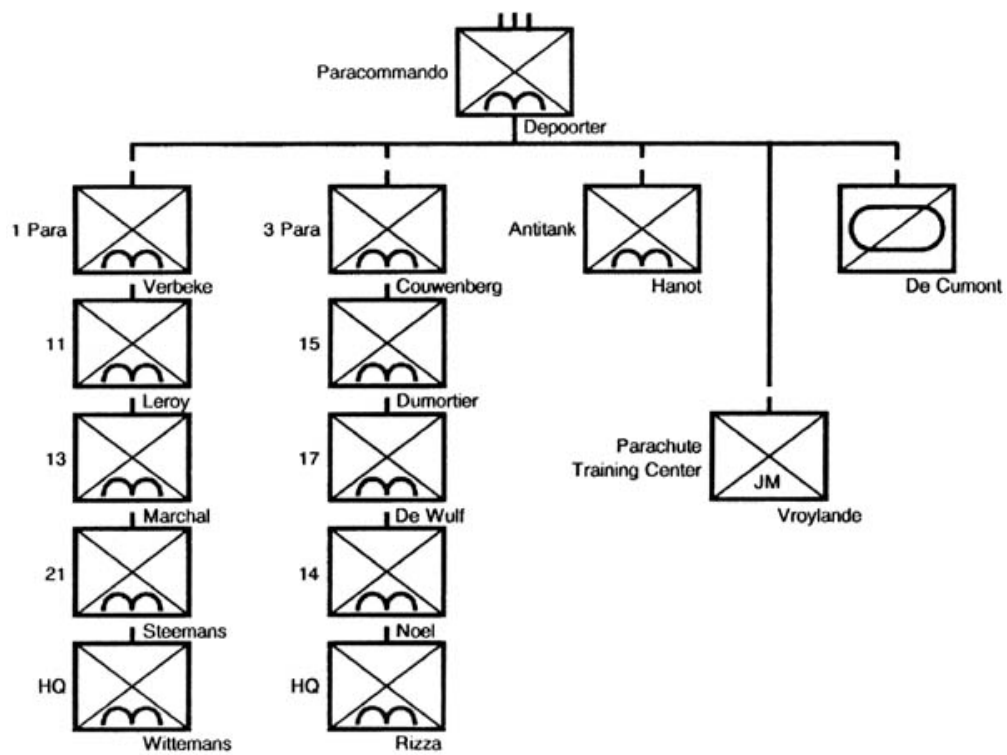 Paracommando
Depoorter
1 Para
Verbeke
3 Para
Couwenberg
Antitank
Hanot
De Cumont
11
Leroy
15
Dumortier
13
Marchal
17
De Wulf
Parachute
Training Center
JM
Vroylande
21
Steemans
14
Noel
HQ
Wittemans
HQ
Rizza